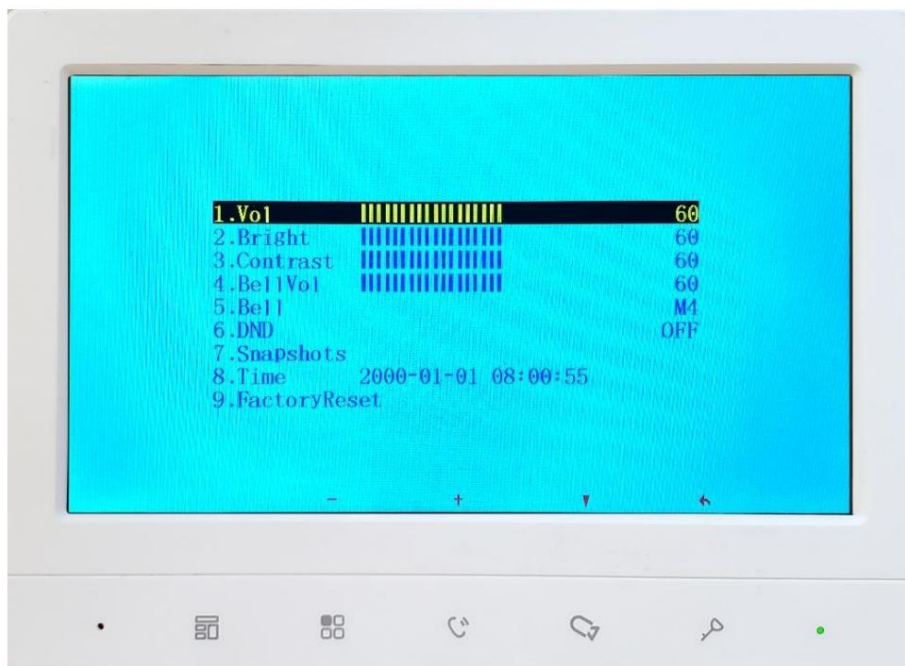 1.Vol 60
2.Bright 60
3.Contrast 60
4.BellVol 60
5.Bell M4
6.DND OFF
7.Snapshots
8.Time 2000-01-01 08:00:55
9.FactoryReset
- +